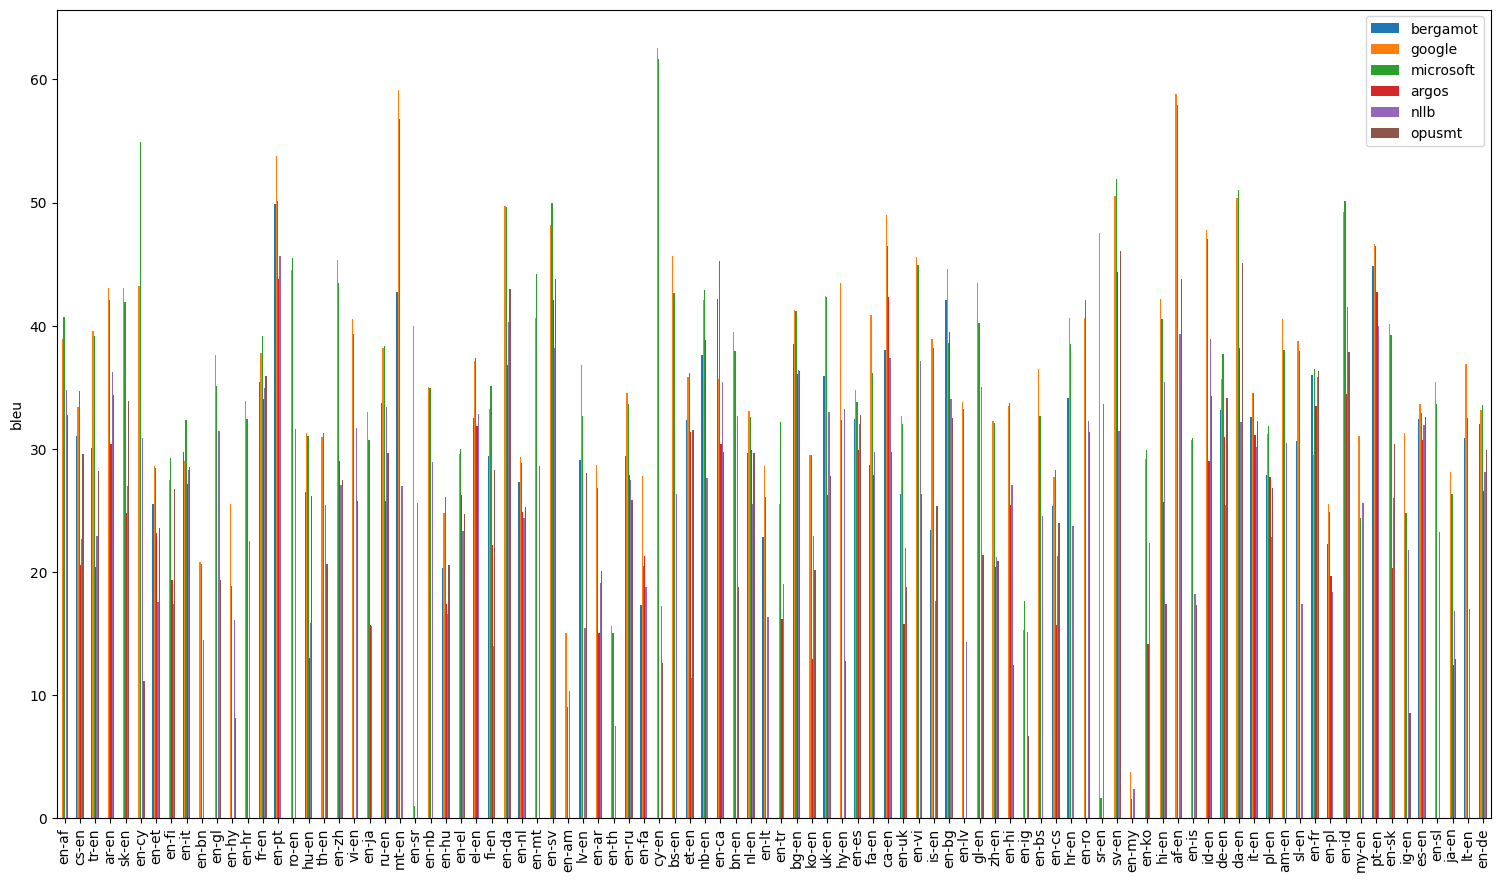 bergamot
google
microsoft
argos
nllb
opusmt
60
50
40
30
20
10
0
bleu
en-af
cs-en
tr-en
ar-en
sk-en
en-cy
en-et
en-fi
en-it
en-bn
en-gl
en-hy
en-hr
fr-en
en-pt
ro-en
hu-en
th-en
en-zh
vi-en
en-ja
ru-en
mt-en
en-sr
en-nb
en-hu
en-el
el-en
fi-en
en-da
en-nl
en-mt
en-sv
en-am
lv-en
en-ar
en-th
en-ru
en-fa
cy-en
bs-en
et-en
nb-en
en-ca
bn-en
nl-en
en-lt
en-tr
bg-en
ko-en
uk-en
hy-en
en-es
fa-en
ca-en
en-uk
en-vi
is-en
en-bg
en-lv
gl-en
zh-en
en-hi
en-ig
en-bs
en-cs
hr-en
en-ro
sr-en
sv-en
en-my
en-ko
hi-en
af-en
en-is
id-en
de-en
da-en
it-en
pl-en
am-en
sl-en
en-fr
en-pl
en-id
my-en
pt-en
en-sk
ig-en
es-en
en-sl
ja-en
lt-en
en-de